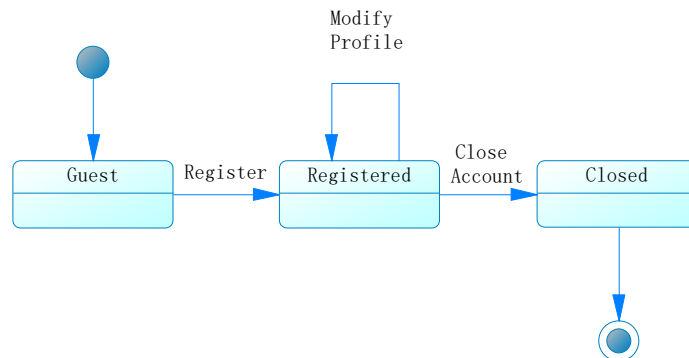 Modify
Profile
Guest
Register
Registered
Close
Account
Closed